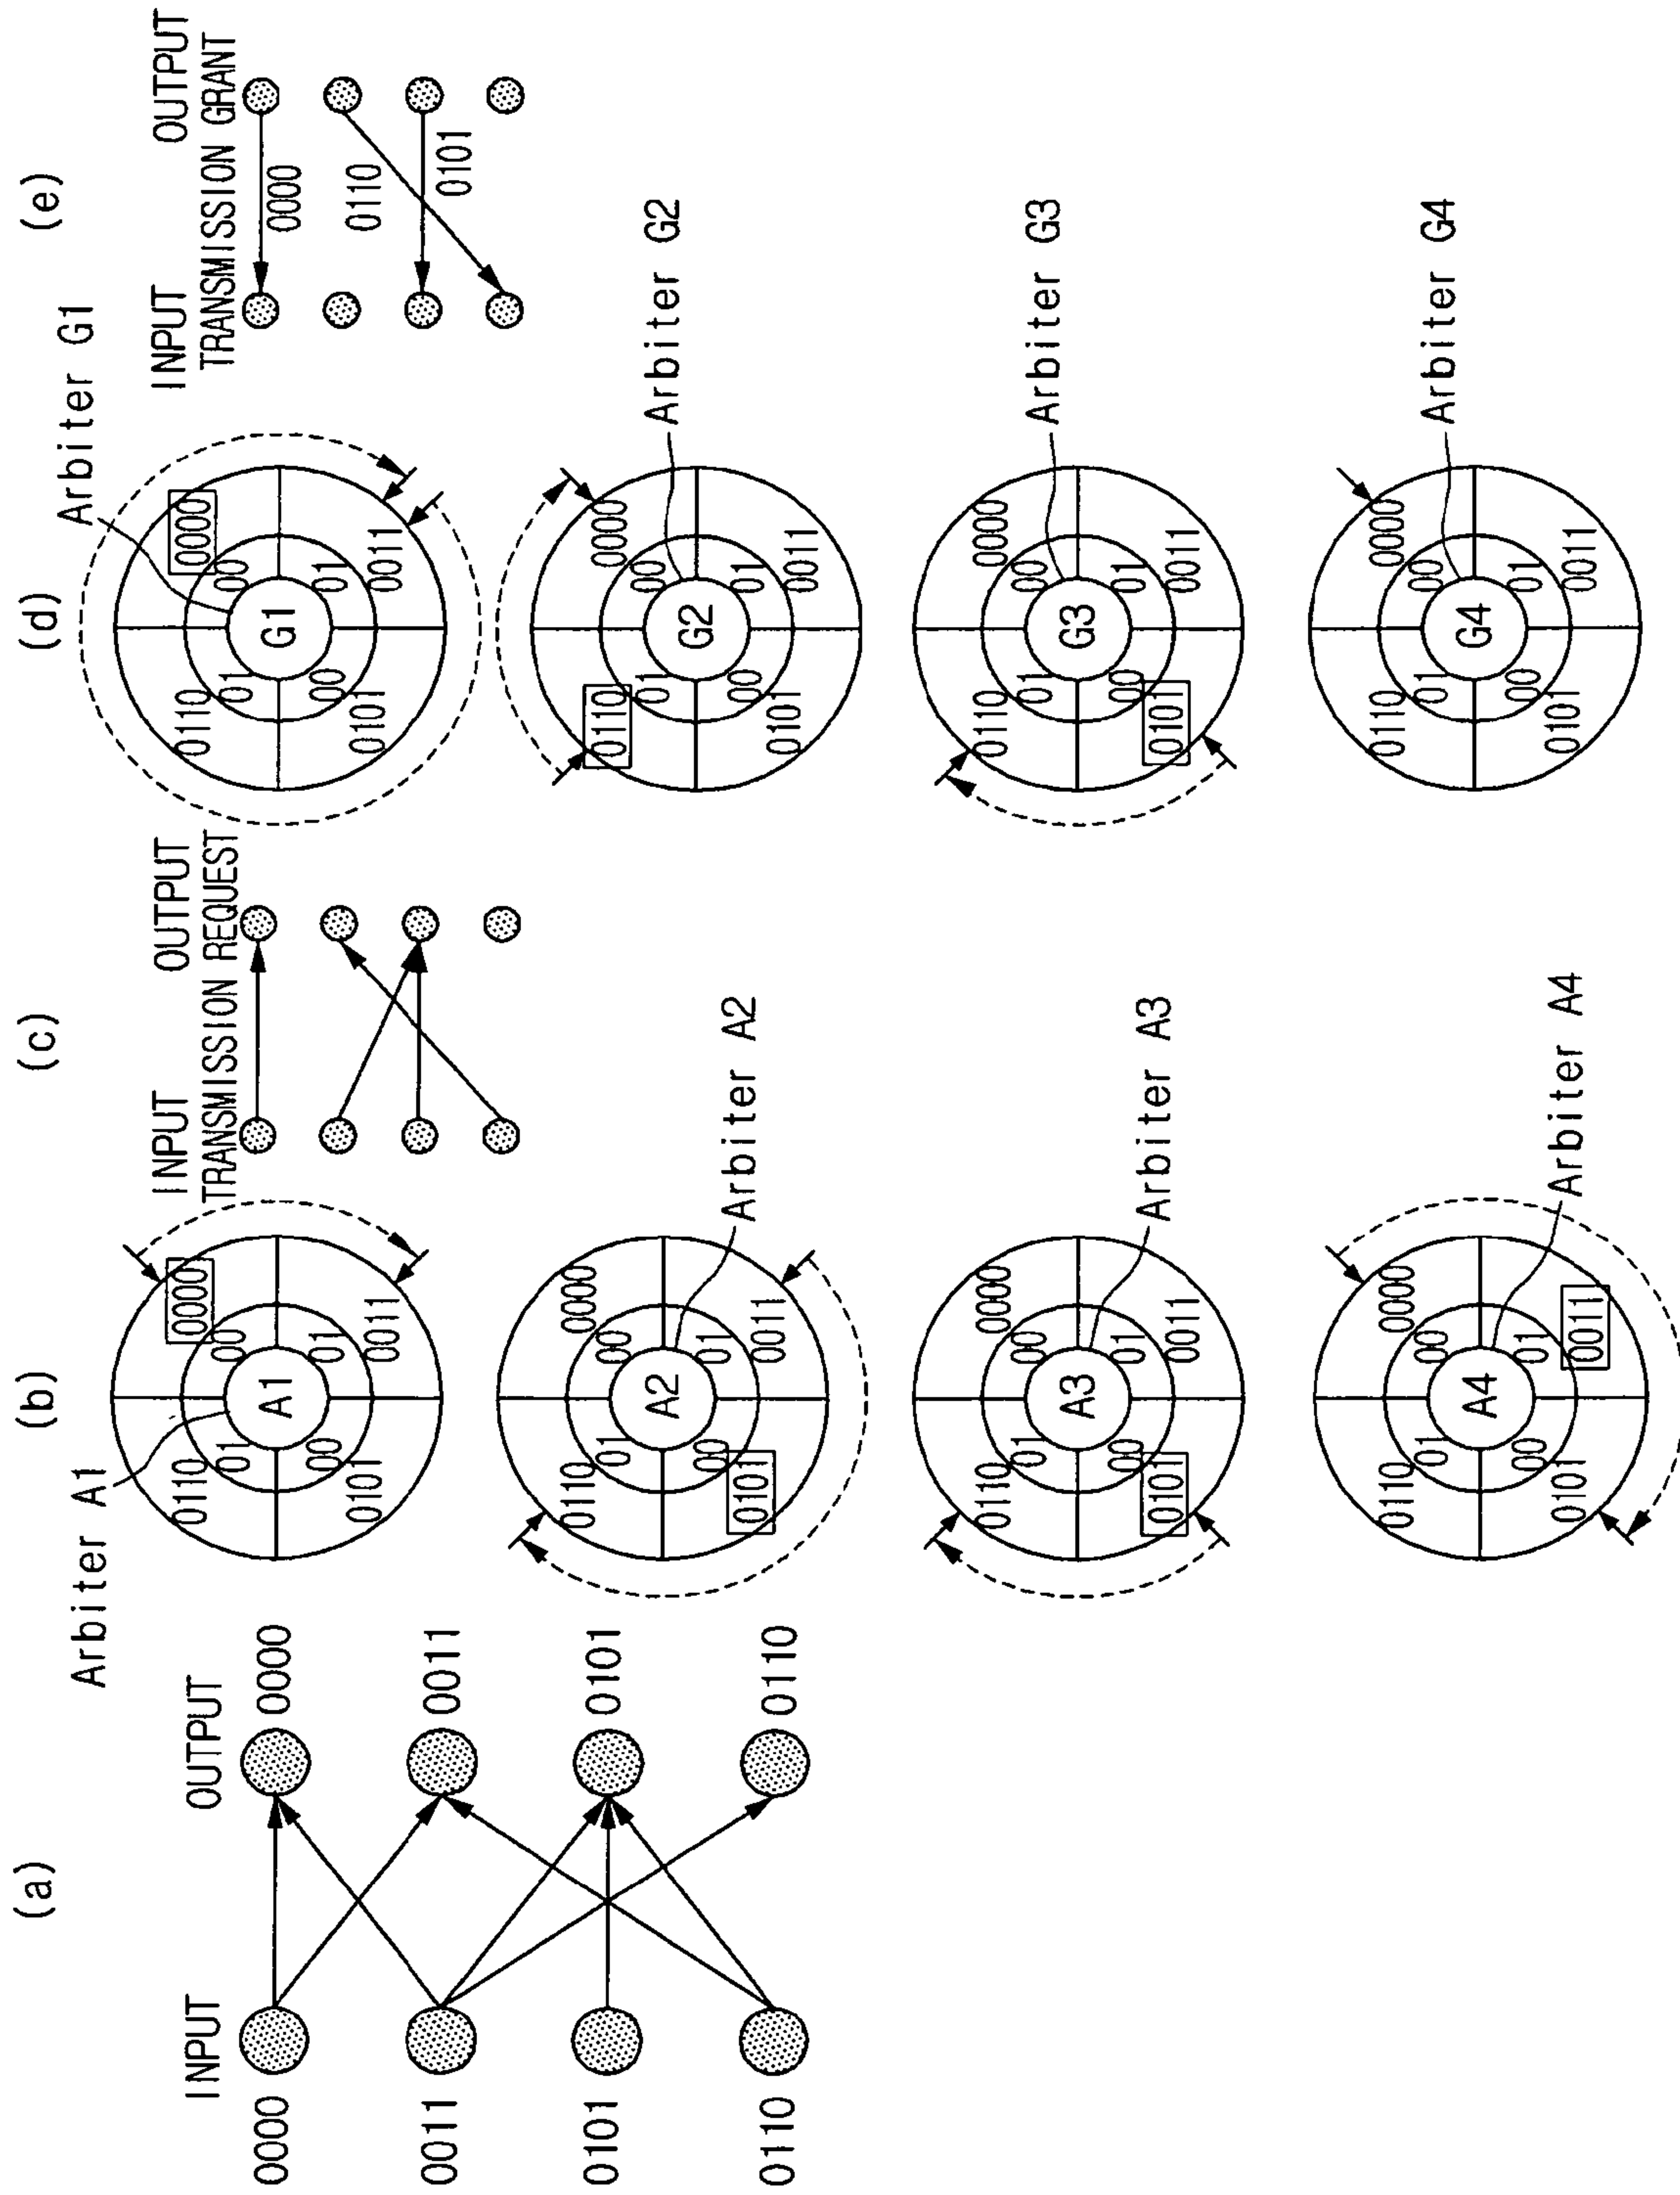 (a)
INPUT OUTPUT
0000 0000
0011 0011
0101 0101
0110 0110
(b)
Arbiter A1
A1
00
0000
01
0011
00
0101
01
0110
Arbiter A2
A2
00
0000
01
0011
00
0101
01
0110
Arbiter A3
A3
00
0000
01
0011
00
0101
01
0110
Arbiter A4
A4
00
0000
01
0011
00
0101
01
0110
(c)
INPUT OUTPUT
TRANSMISSION REQUEST
(d)
Arbiter G1
G1
00
0000
01
0011
00
0101
01
0110
Arbiter G2
G2
00
0000
01
0011
00
0101
01
0110
Arbiter G3
G3
00
0000
01
0011
00
0101
01
0110
Arbiter G4
G4
00
0000
01
0011
00
0101
01
0110
(e)
INPUT OUTPUT
TRANSMISSION GRANT
0000
0110
0101